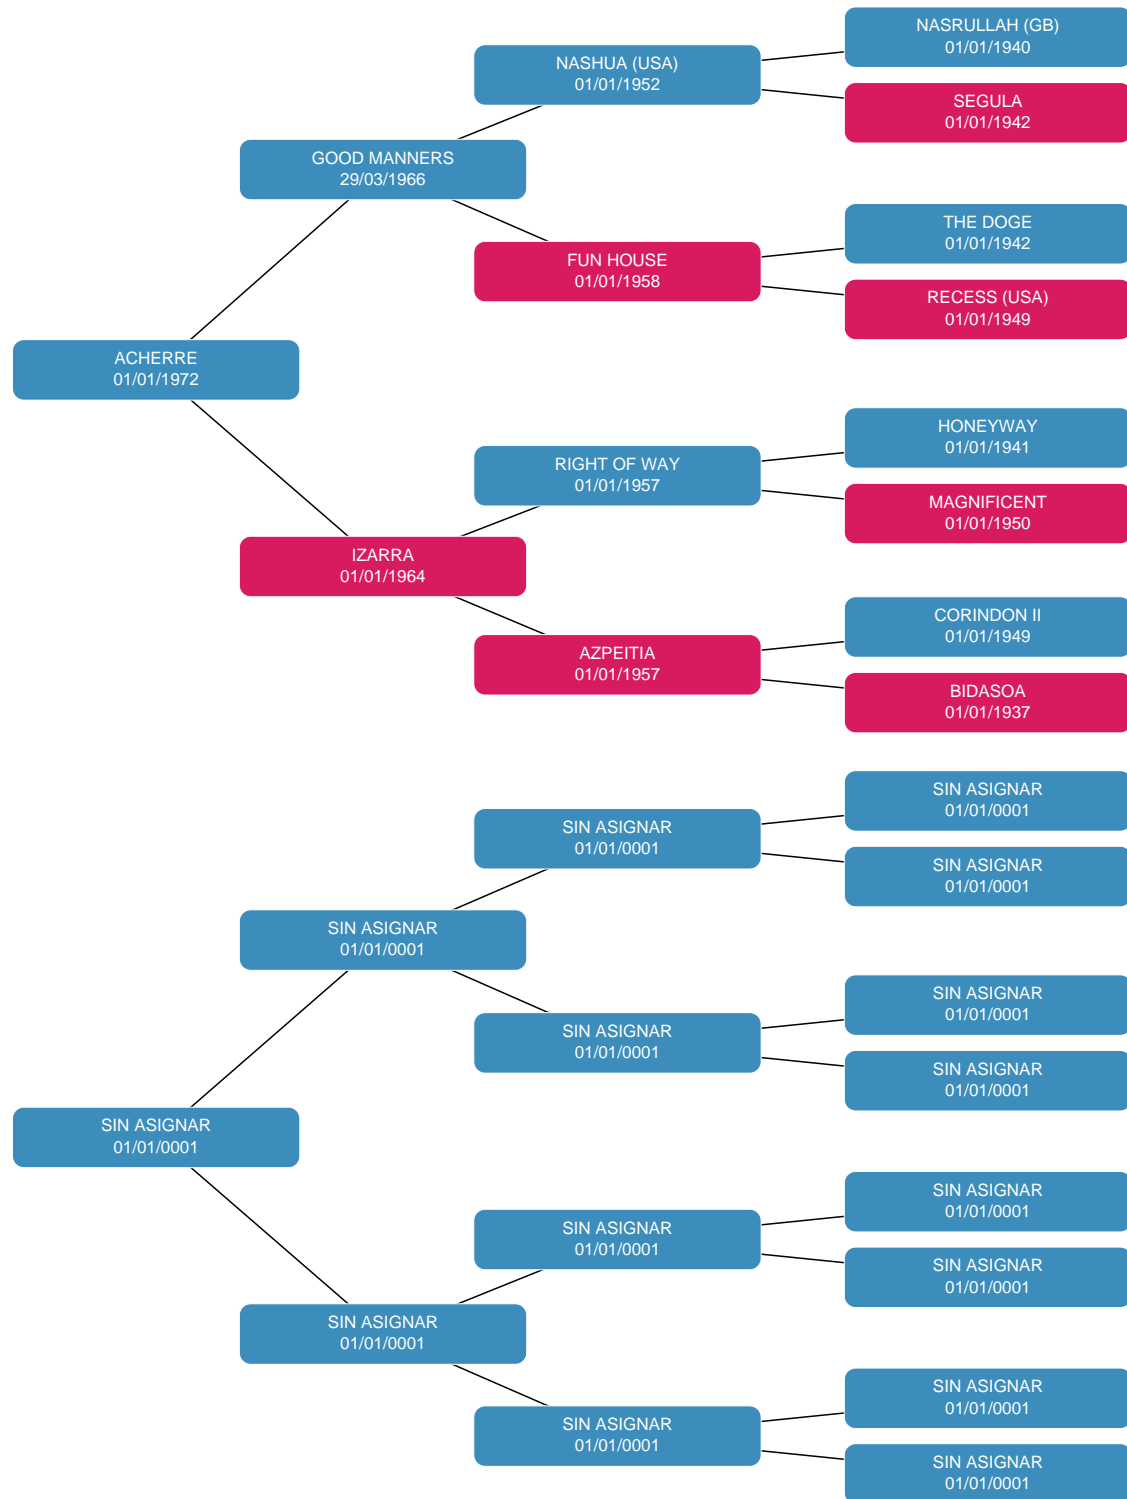 NASRULLAH (GB)
01/01/1940
NASHUA (USA)
01/01/1952
SEGULA
01/01/1942
GOOD MANNERS
29/03/1966
THE DOGE
01/01/1942
FUN HOUSE
01/01/1958
RECESS (USA)
01/01/1949
ACHERRE
01/01/1972
HONEYWAY
01/01/1941
RIGHT OF WAY
01/01/1957
MAGNIFICENT
01/01/1950
IZARRA
01/01/1964
CORINDON II
01/01/1949
AZPEITIA
01/01/1957
BIDASOA
01/01/1937
SIN ASIGNAR
01/01/0001
SIN ASIGNAR
01/01/0001
SIN ASIGNAR
01/01/0001
SIN ASIGNAR
01/01/0001
SIN ASIGNAR
01/01/0001
SIN ASIGNAR
01/01/0001
SIN ASIGNAR
01/01/0001
SIN ASIGNAR
01/01/0001
SIN ASIGNAR
01/01/0001
SIN ASIGNAR
01/01/0001
SIN ASIGNAR
01/01/0001
SIN ASIGNAR
01/01/0001
SIN ASIGNAR
01/01/0001
SIN ASIGNAR
01/01/0001
SIN ASIGNAR
01/01/0001